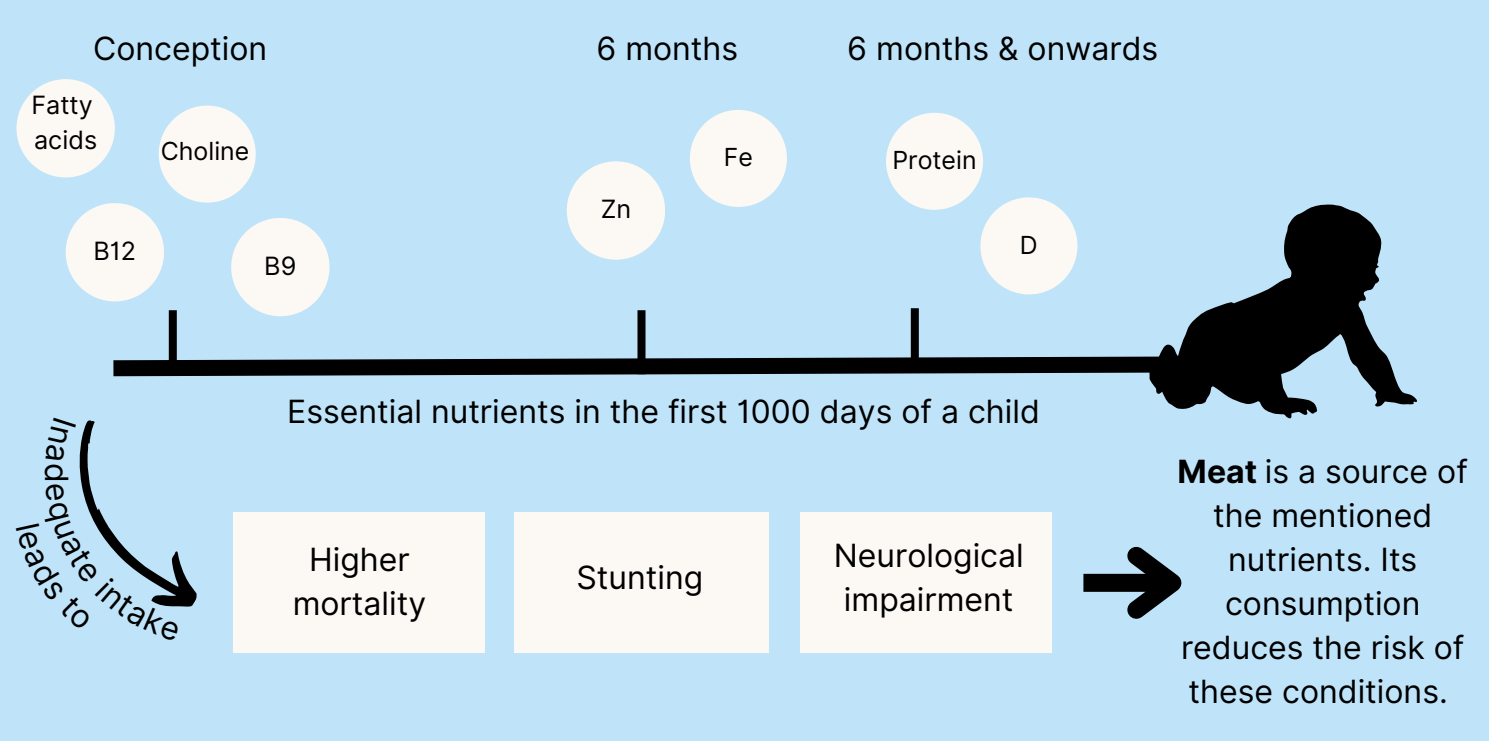 Conception
6 months
6 months & onwards
Fatty
acids
Choline
B12
B9
Zn
Fe
Protein
D
Essential nutrients in the first 1000 days of a child
Inadequate intake
leads to
Higher
mortality
Stunting
Neurological
impairment
Meat is a source of
the mentioned
nutrients. Its
consumption
reduces the risk of
these conditions.